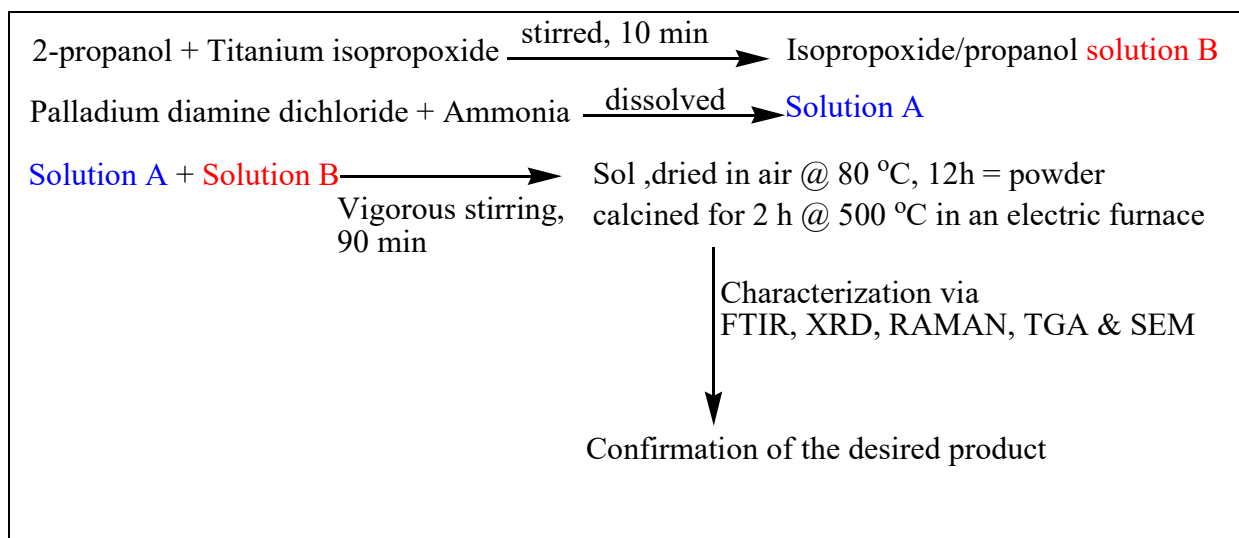 2-propanol + Titanium isopropoxide stirred, 10 min Isopropoxide/propanol solution B
Palladium diamine dichloride + Ammonia dissolved Solution A
Solution A + Solution B Sol ,dried in air @ 80 °C, 12h = powder
Vigorous stirring, calcined for 2 h @ 500 °C in an electric furnace
90 min
Characterization via
FTIR, XRD, RAMAN, TGA & SEM
Confirmation of the desired product